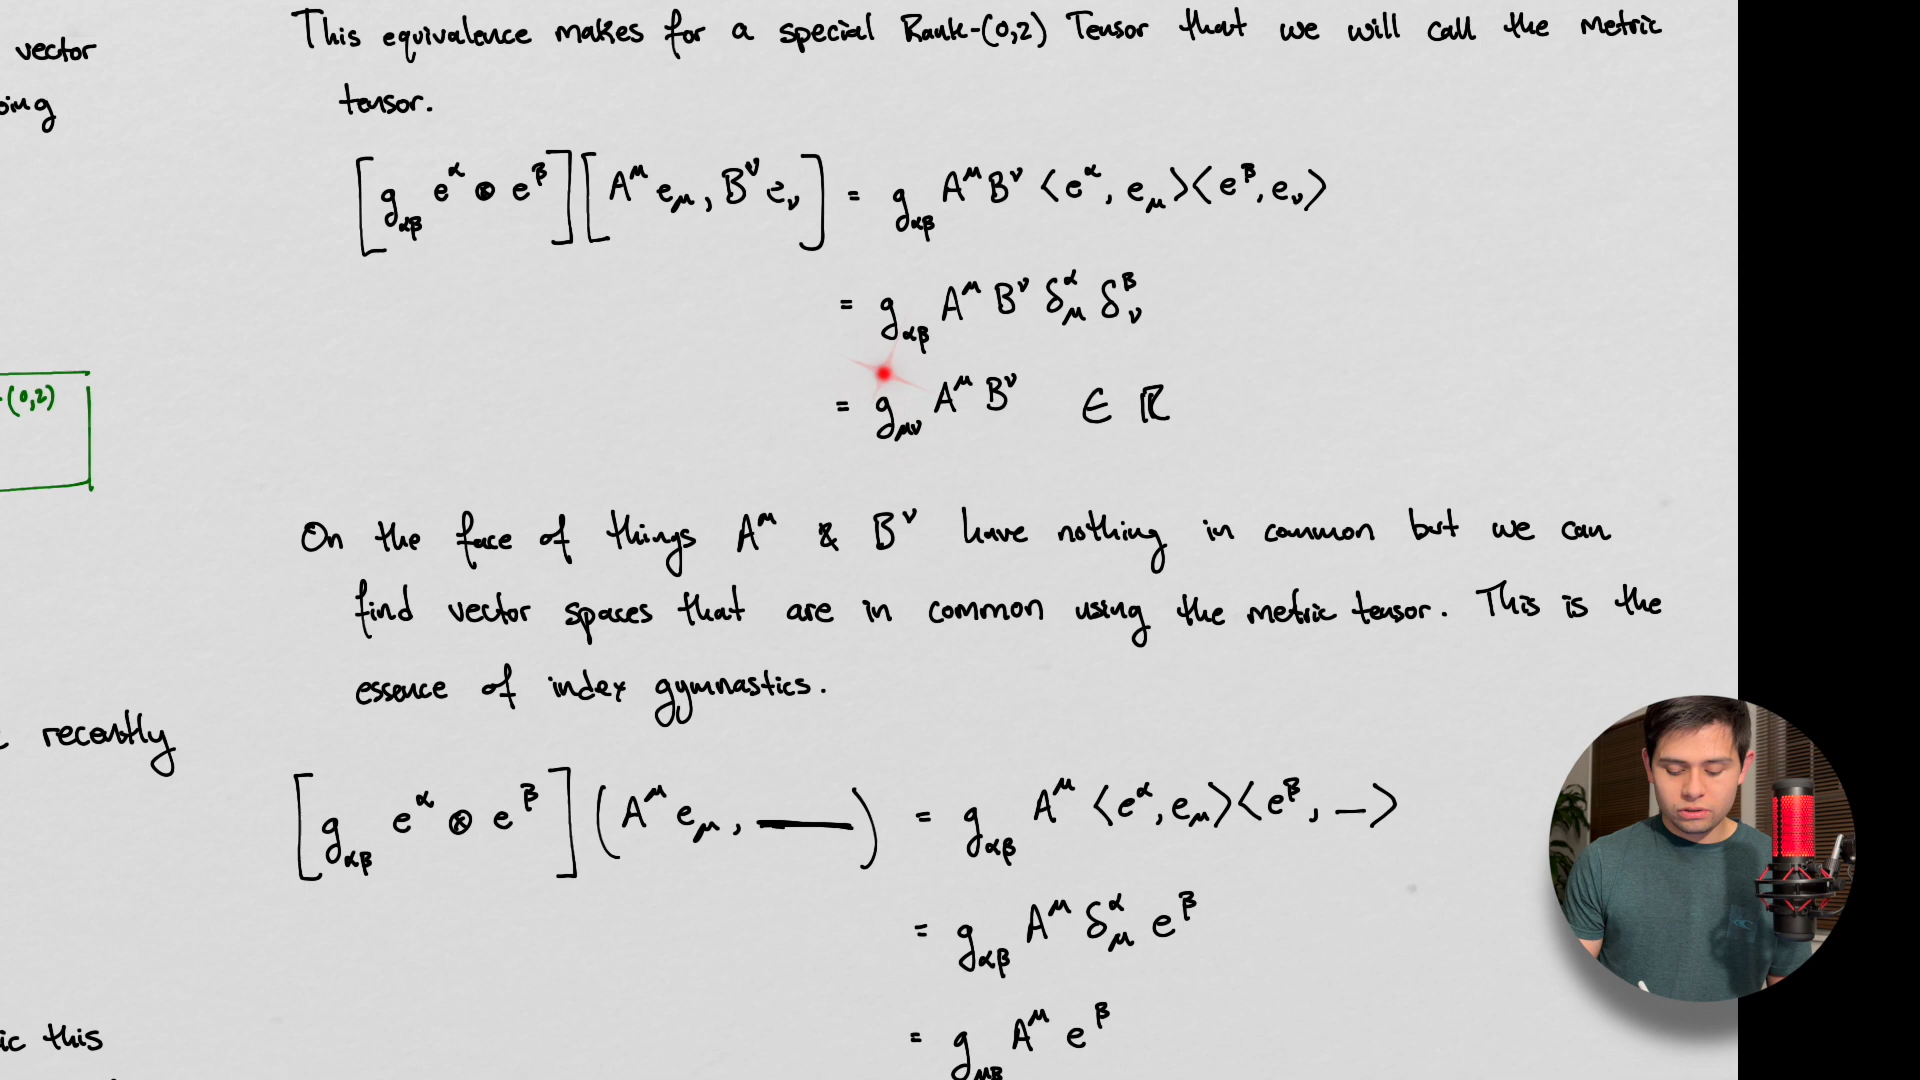 vector
oing
-(0,2)
recently
ic this
This equivalence makes for a special Rank-(0,2) Tensor that we will call the metric
tensor.
[g_αβ e^α ⊗ e^β][A^μ e_μ, B^ν e_ν] = g_αβ A^μ B^ν ⟨e^α, e_μ⟩⟨e^β, e_ν⟩
= g_αβ A^μ B^ν δ^α_μ δ^β_ν
= g_μν A^μ B^ν ∈ ℝ
On the face of things A^μ & B^ν have nothing in common but we can
find vector spaces that are in common using the metric tensor. This is the
essence of index gymnastics.
[g_αβ e^α ⊗ e^β](A^μ e_μ, __) = g_αβ A^μ ⟨e^α, e_μ⟩⟨e^β, _⟩
= g_αβ A^μ δ^α_μ e^β
= g_μβ A^μ e^β